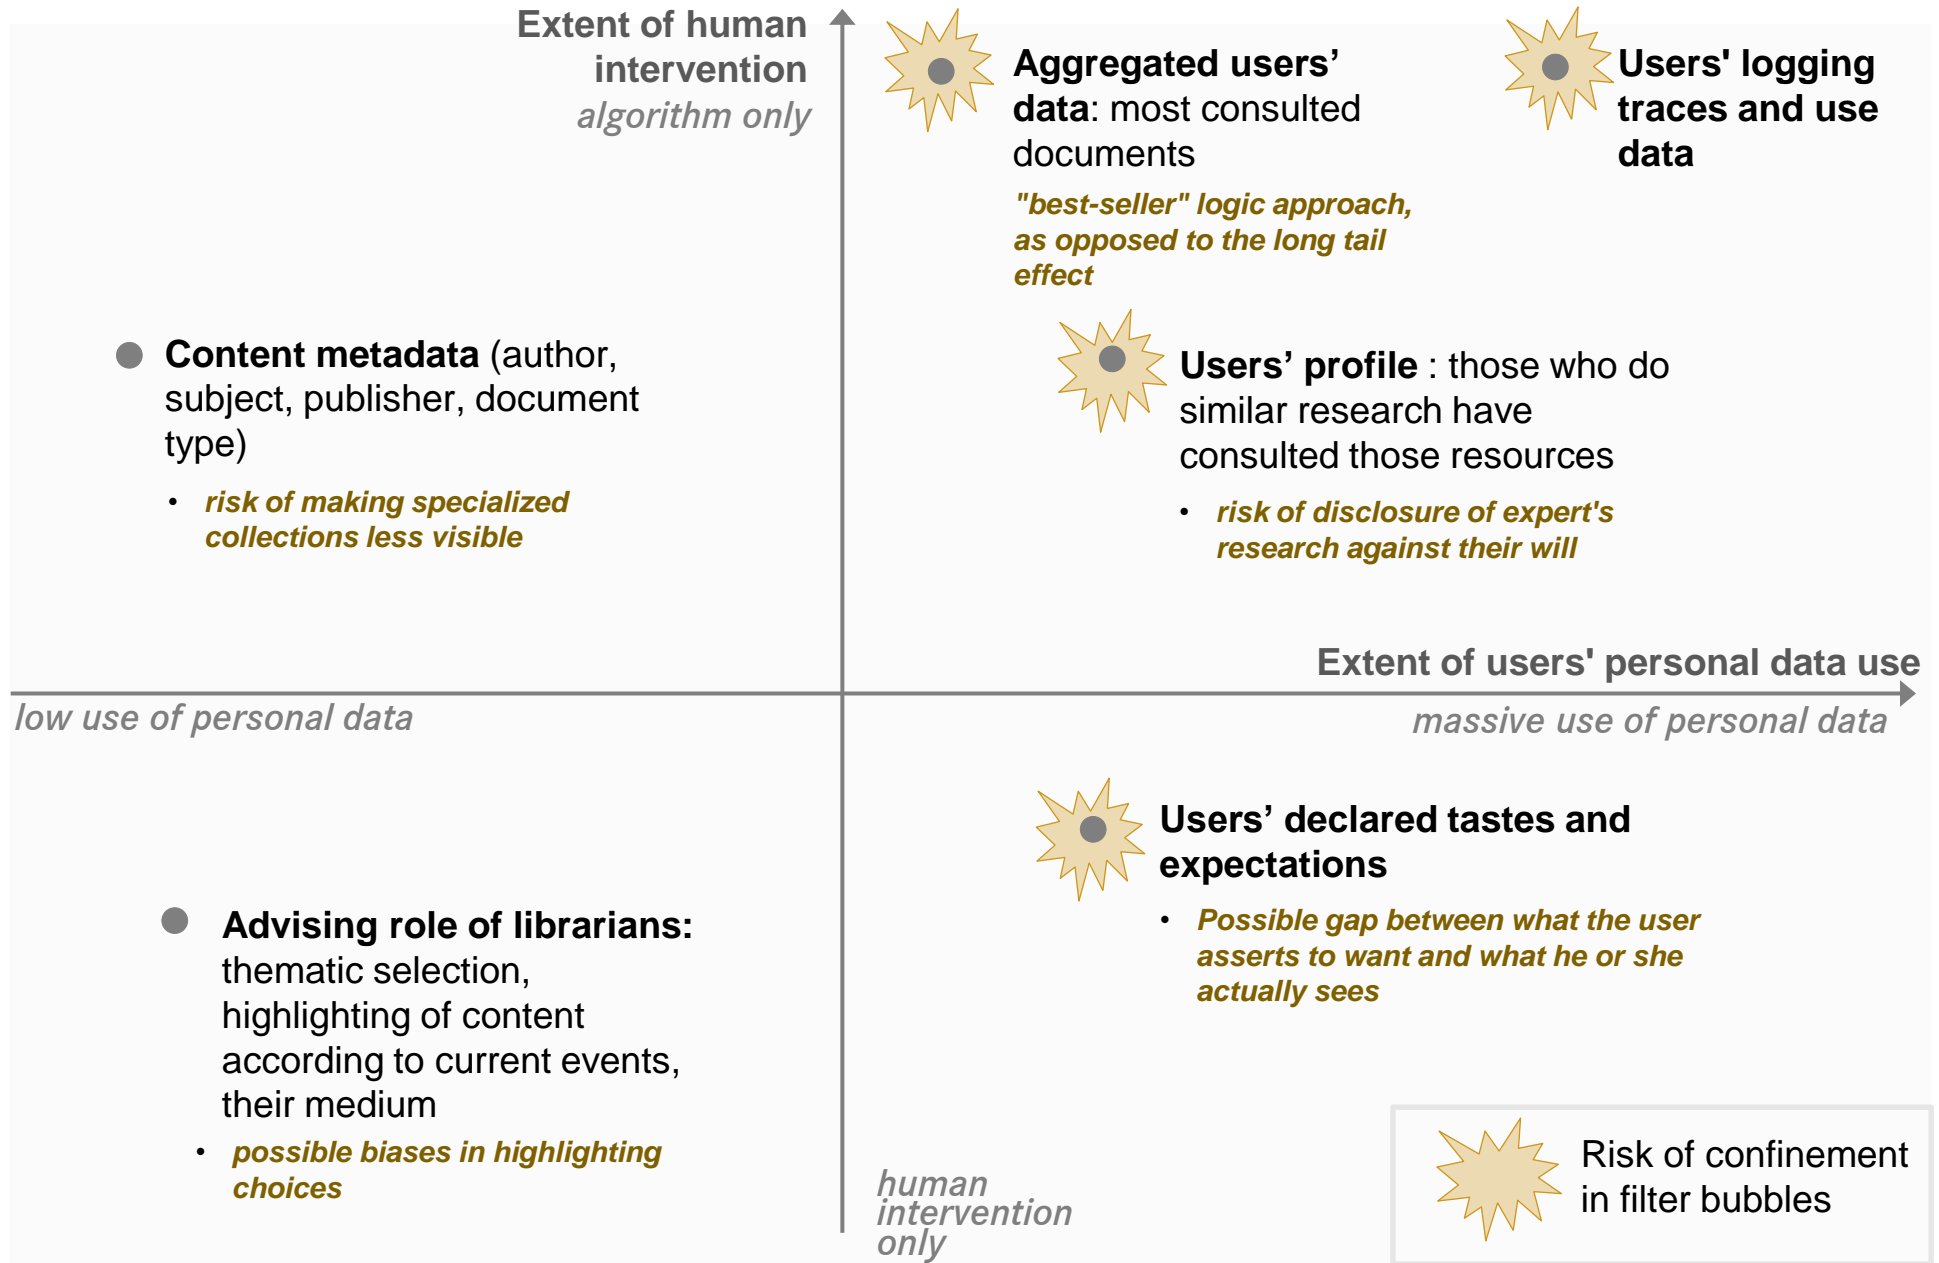 Extent of human
intervention
algorithm only
Aggregated users’
data: most consulted
documents
"best-seller" logic approach,
as opposed to the long tail
effect
Users' logging
traces and use
data
Content metadata (author,
subject, publisher, document
type)
• risk of making specialized
collections less visible
Users’ profile : those who do
similar research have
consulted those resources
• risk of disclosure of expert's
research against their will
Extent of users' personal data use
low use of personal data
massive use of personal data
Users’ declared tastes and
expectations
• Possible gap between what the user
asserts to want and what he or she
actually sees
Advising role of librarians:
thematic selection,
highlighting of content
according to current events,
their medium
• possible biases in highlighting
choices
human
intervention
only
Risk of confinement
in filter bubbles